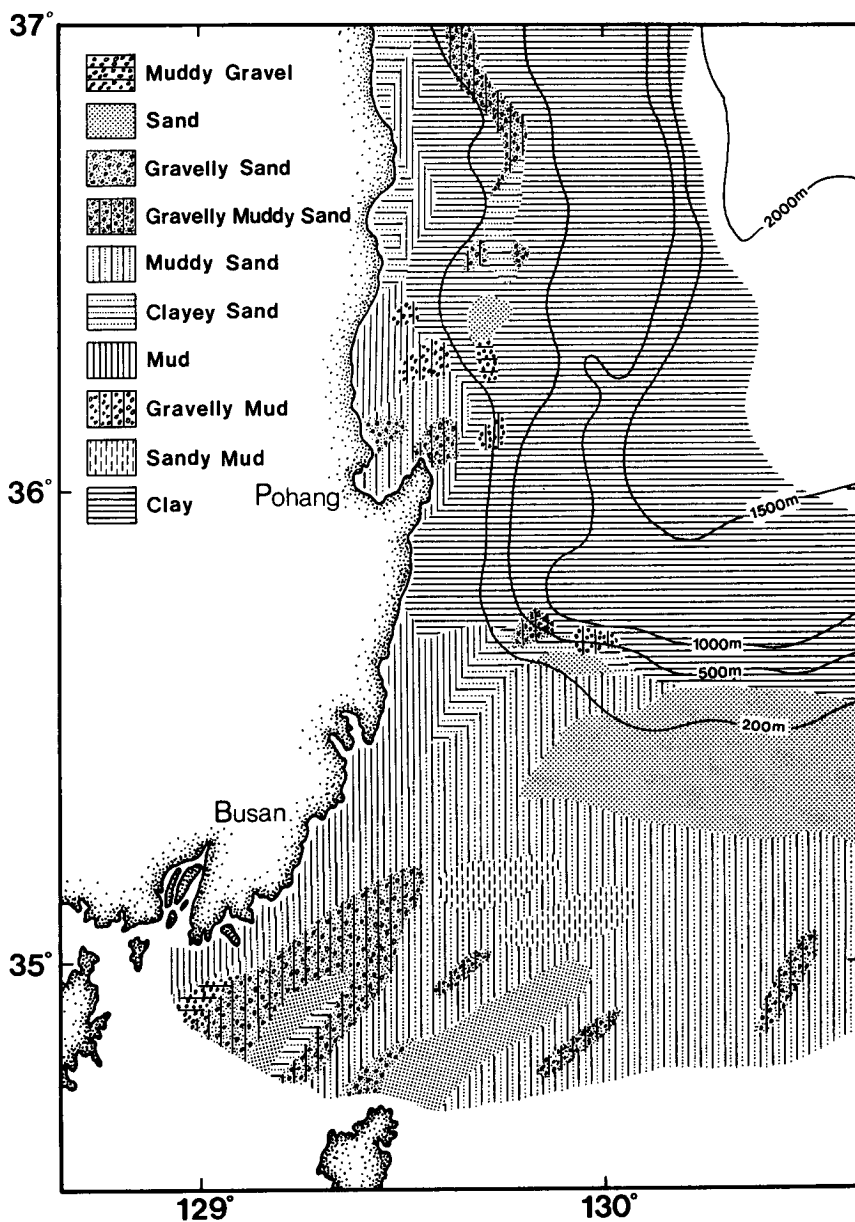 37°
Muddy Gravel
Sand
Gravelly Sand
Gravelly Muddy Sand
Muddy Sand
Clayey Sand
Mud
Gravelly Mud
Sandy Mud
Clay
2000m
36°
Pohang
1500m
1000m
500m
200m
Busan
35°
129°
130°